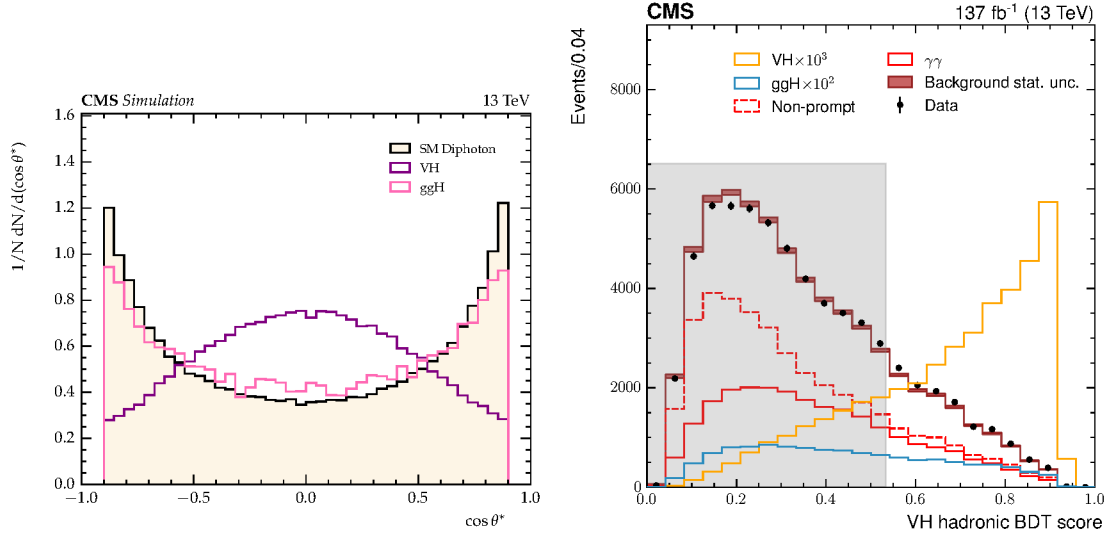 CMS Simulation 13 TeV
1/N dN/d(cos θ*)
1.6
1.4
1.2
1.0
0.8
0.6
0.4
0.2
0.0
SM Diphoton
VH
ggH
−1.0 −0.5 0.0 0.5 1.0
cos θ*
CMS 137 fb⁻¹ (13 TeV)
Events/0.04
8000
6000
4000
2000
0
VH×10³
ggH×10²
Non-prompt
γγ
Background stat. unc.
Data
0.0 0.2 0.4 0.6 0.8 1.0
VH hadronic BDT score